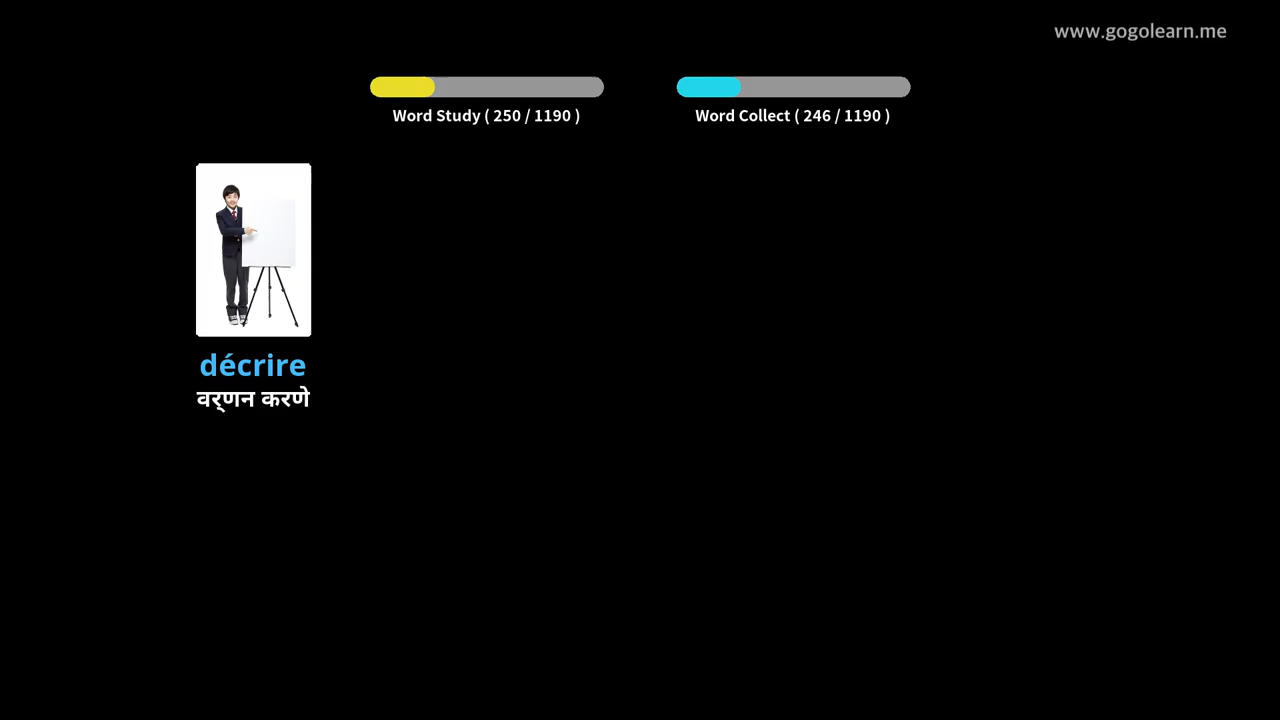 www.gogolearn.me
Word Study ( 250 / 1190 )
Word Collect ( 246 / 1190 )
décrire
वर्‌णन करणे